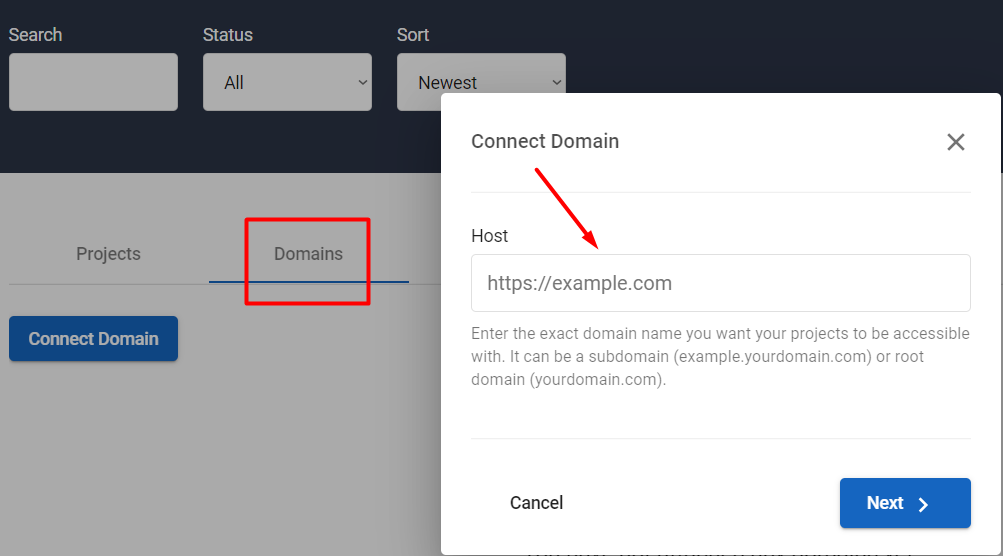 Search
Status
Sort
All
Newest
Connect Domain
Host
Projects
Domains
https://example.com
Connect Domain
Enter the exact domain name you want your projects to be accessible
with. It can be a subdomain (example.yourdomain.com) or root
domain (yourdomain.com).
Cancel
Next